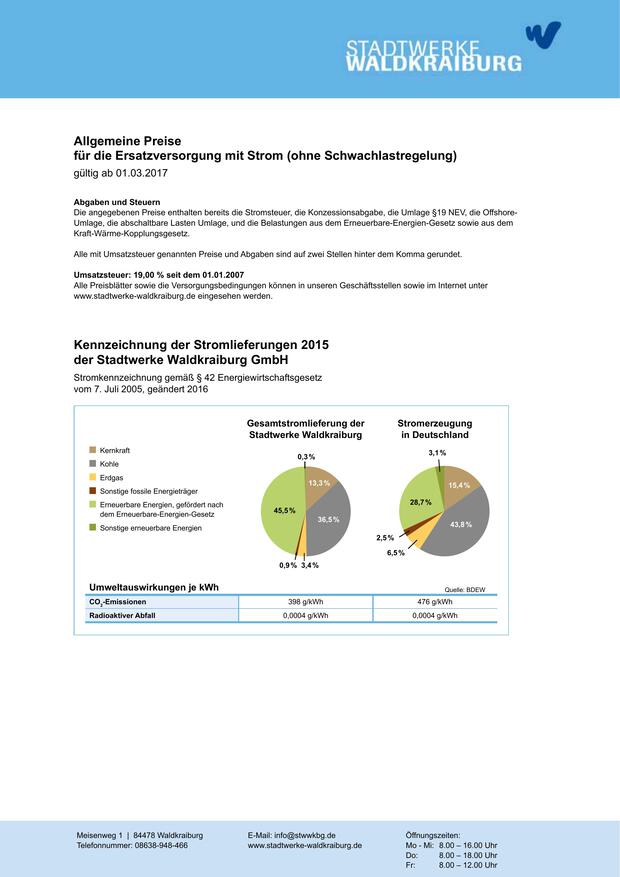 STADTWERKE
WALDKRAIBURG
Allgemeine Preise
für die Ersatzversorgung mit Strom (ohne Schwachlastregelung)
gültig ab 01.03.2017
Abgaben und Steuern
Die angegebenen Preise enthalten bereits die Stromsteuer, die Konzessionsabgabe, die Umlage §19 NEV, die Offshore-
Umlage, die abschaltbare Lasten Umlage, und die Belastungen aus dem Erneuerbare-Energien-Gesetz sowie aus dem
Kraft-Wärme-Kopplungsgesetz.
Alle mit Umsatzsteuer genannten Preise und Abgaben sind auf zwei Stellen hinter dem Komma gerundet.
Umsatzsteuer: 19,00 % seit dem 01.01.2007
Alle Preisblätter sowie die Versorgungsbedingungen können in unseren Geschäftsstellen sowie im Internet unter
www.stadtwerke-waldkraiburg.de eingesehen werden.
Kennzeichnung der Stromlieferungen 2015
der Stadtwerke Waldkraiburg GmbH
Stromkennzeichnung gemäß § 42 Energiewirtschaftsgesetz
vom 7. Juli 2005, geändert 2016
Gesamtstromlieferung der
Stadtwerke Waldkraiburg
Stromerzeugung
in Deutschland
Kernkraft
Kohle
Erdgas
Sonstige fossile Energieträger
Erneuerbare Energien, gefördert nach
dem Erneuerbare-Energien-Gesetz
Sonstige erneuerbare Energien
0,3 %
13,3 %
36,5 %
45,5 %
0,9 % 3,4 %
3,1 %
15,4 %
28,7 %
43,8 %
2,5 %
6,5 %
Umweltauswirkungen je kWh
Quelle: BDEW
CO2-Emissionen 398 g/kWh 476 g/kWh
Radioaktiver Abfall 0,0004 g/kWh 0,0004 g/kWh
Meisenweg 1 | 84478 Waldkraiburg
Telefonnummer: 08638-948-466
E-Mail: info@stwwkbg.de
www.stadtwerke-waldkraiburg.de
Öffnungszeiten:
Mo - Mi: 8.00 – 16.00 Uhr
Do: 8.00 – 18.00 Uhr
Fr: 8.00 – 12.00 Uhr